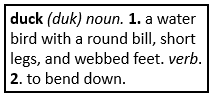 duck (duk) noun. 1. a water
bird with a round bill, short
legs, and webbed feet. verb.
2. to bend down.